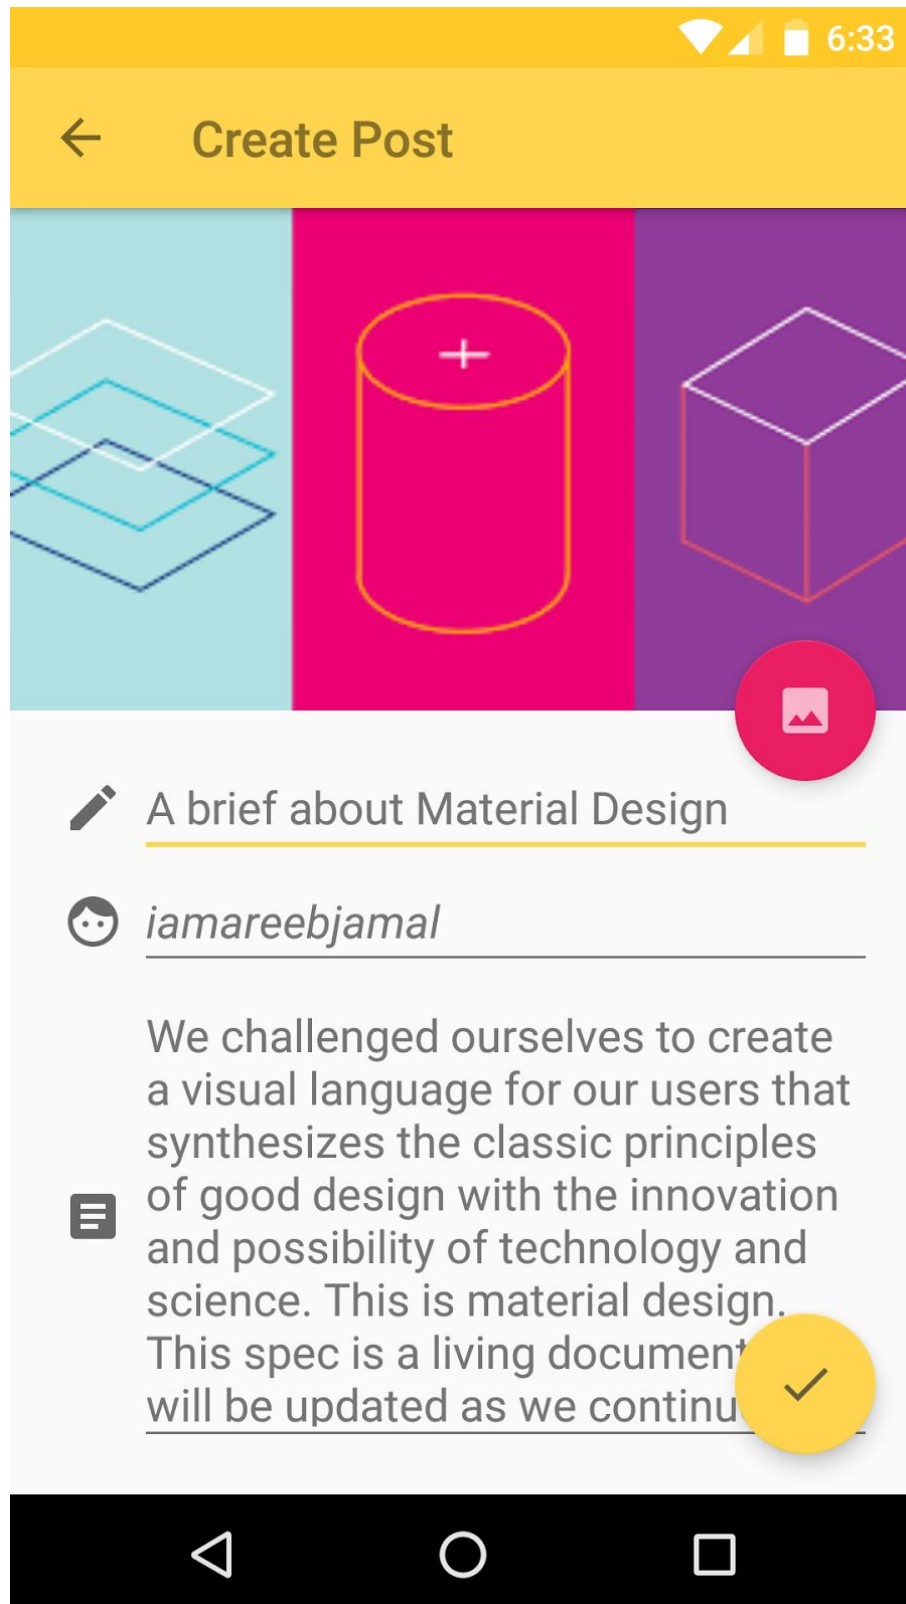 6:33
Create Post
A brief about Material Design
iamareebjamal
We challenged ourselves to create
a visual language for our users that
synthesizes the classic principles
of good design with the innovation
and possibility of technology and
science. This is material design.
This spec is a living document
will be updated as we continu